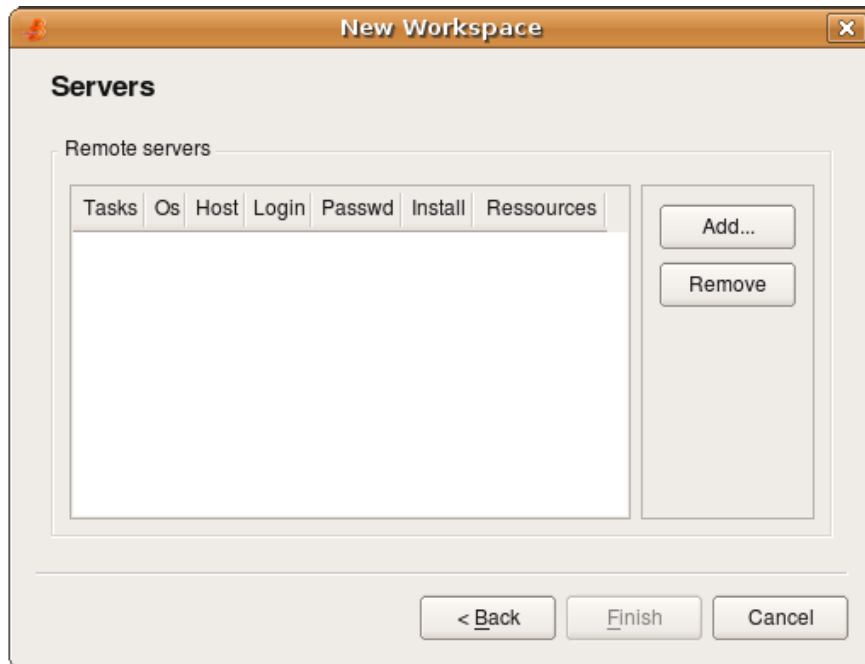 New Workspace
Servers
Remote servers
Tasks Os Host Login Passwd Install Ressources
Add...
Remove
< Back Finish Cancel